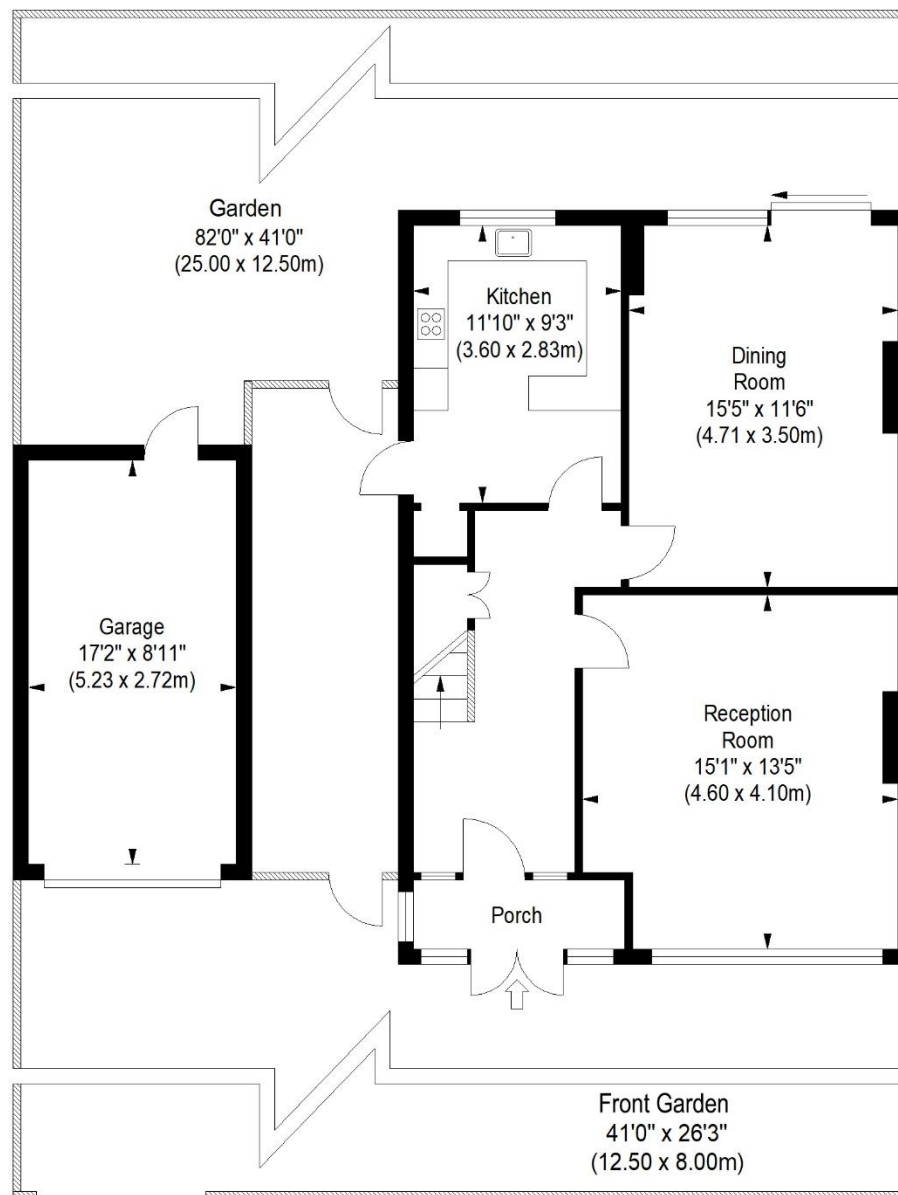 Garden
82'0" x 41'0"
(25.00 x 12.50m)
Kitchen
11'10" x 9'3"
(3.60 x 2.83m)
Dining
Room
15'5" x 11'6"
(4.71 x 3.50m)
Garage
17'2" x 8'11"
(5.23 x 2.72m)
Reception
Room
15'1" x 13'5"
(4.60 x 4.10m)
Porch
Front Garden
41'0" x 26'3"
(12.50 x 8.00m)